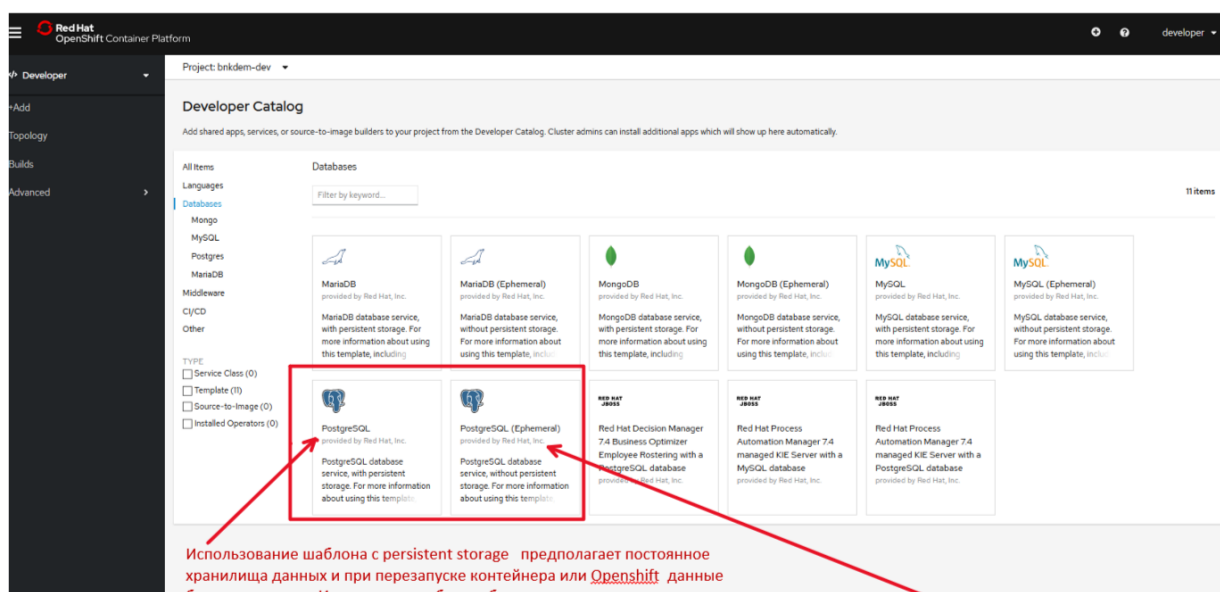 Red Hat
OpenShift Container Platform
developer
Developer
+Add
Topology
Builds
Advanced
Project: bnkdem-dev
Developer Catalog
Add shared apps, services, or source-to-image builders to your project from the Developer Catalog. Cluster admins can install additional apps which will show up here automatically.
All Items
Languages
Databases
Mongo
MySQL
Postgres
MariaDB
Middleware
CI/CD
Other
TYPE
Service Class (0)
Template (11)
Source-to-Image (0)
Installed Operators (0)
Databases
Filter by keyword...
11 items
MariaDB
provided by Red Hat, Inc.
MariaDB database service,
with persistent storage. For
more information about using
this template, including
MariaDB (Ephemeral)
provided by Red Hat, Inc.
MariaDB database service,
without persistent storage.
For more information about
using this template,
MongoDB
provided by Red Hat, Inc.
MongoDB database service,
with persistent storage. For
more information about using
this template, including
MongoDB (Ephemeral)
provided by Red Hat, Inc.
MongoDB database service,
without persistent storage.
For more information about
using this template,
MySQL
MySQL
provided by Red Hat, Inc.
MySQL database service,
with persistent storage. For
more information about using
this template, including
MySQL
MySQL (Ephemeral)
provided by Red Hat, Inc.
MySQL database service,
without persistent storage.
For more information about
using this template,
PostgreSQL
provided by Red Hat, Inc.
PostgreSQL database
service, with persistent
storage. For more information
about using this template
PostgreSQL (Ephemeral)
provided by Red Hat, Inc.
PostgreSQL database
service, without persistent
storage. For more information
about using this template
RED HAT
JBOSS
Red Hat Decision Manager
7.4 Business Optimizer
Employee Rostering with a
PostgreSQL database
provided by Red Hat, Inc.
RED HAT
JBOSS
Red Hat Process
Automation Manager 7.4
managed KIE Server with a
MySQL database
provided by Red Hat, Inc.
RED HAT
JBOSS
Red Hat Process
Automation Manager 7.4
managed KIE Server with a
PostgreSQL database
provided by Red Hat, Inc.
Использование шаблона с persistent storage предполагает постоянное
хранилища данных и при перезапуске контейнера или Openshift данные